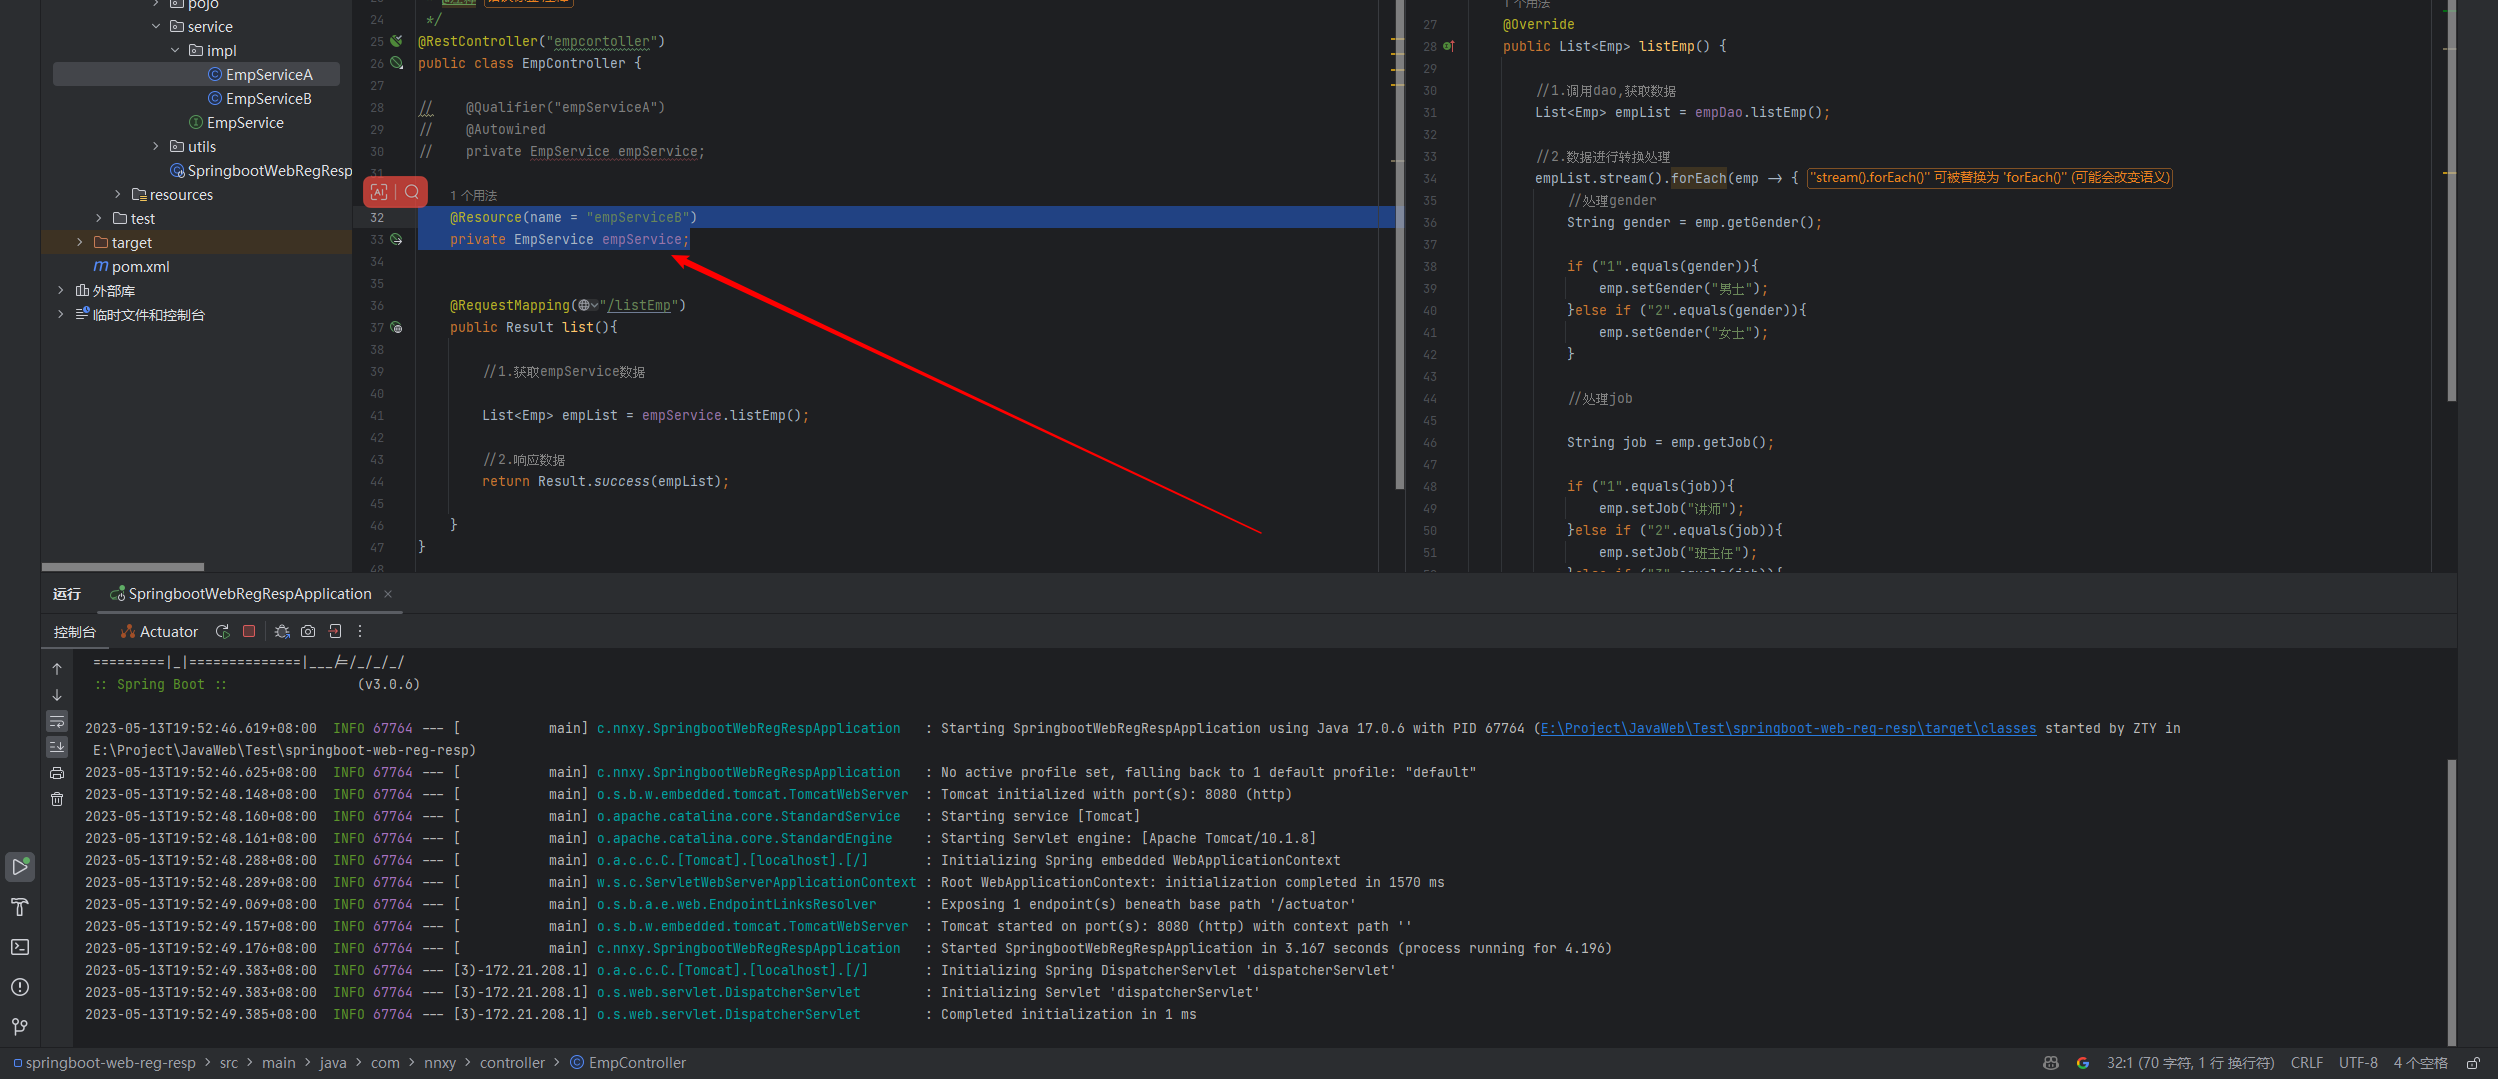 pojo
service
impl
EmpServiceA
EmpServiceB
EmpService
utils
SpringbootWebRegResp
resources
test
target
pom.xml
外部库
临时文件和控制台
24 */
25 @RestController("empcortoller")
26 public class EmpController {
27
28 // @Qualifier("empServiceA")
29 // @Autowired
30 // private EmpService empService;
31
AI
1 个用法
32 @Resource(name = "empServiceB")
33 private EmpService empService;
34
35
36 @RequestMapping("/listEmp")
37 public Result list(){
38
39 //1.获取empService数据
40
41 List<Emp> empList = empService.listEmp();
42
43 //2.响应数据
44 return Result.success(empList);
45
46 }
47 }
48
1 个用法
27 @Override
28 public List<Emp> listEmp() {
29
30 //1.调用dao,获取数据
31 List<Emp> empList = empDao.listEmp();
32
33 //2.数据进行转换处理
34 empList.stream().forEach(emp -> { "stream().forEach()" 可被替换为 'forEach()'' (可能会改变语义)
35 //处理gender
36 String gender = emp.getGender();
37
38 if ("1".equals(gender)){
39 emp.setGender("男士");
40 }else if ("2".equals(gender)){
41 emp.setGender("女士");
42 }
43
44 //处理job
45
46 String job = emp.getJob();
47
48 if ("1".equals(job)){
49 emp.setJob("讲师");
50 }else if ("2".equals(job)){
51 emp.setJob("班主任");
}else if ("3".equals(job)){
运行 SpringbootWebRegRespApplication
控制台 Actuator
=========|_|==============|___/=/_/_/_/
:: Spring Boot :: (v3.0.6)
2023-05-13T19:52:46.619+08:00 INFO 67764 --- [ main] c.nnxy.SpringbootWebRegRespApplication : Starting SpringbootWebRegRespApplication using Java 17.0.6 with PID 67764 (E:\Project\JavaWeb\Test\springboot-web-reg-resp\target\classes started by ZTY in
E:\Project\JavaWeb\Test\springboot-web-reg-resp)
2023-05-13T19:52:46.625+08:00 INFO 67764 --- [ main] c.nnxy.SpringbootWebRegRespApplication : No active profile set, falling back to 1 default profile: "default"
2023-05-13T19:52:48.148+08:00 INFO 67764 --- [ main] o.s.b.w.embedded.tomcat.TomcatWebServer : Tomcat initialized with port(s): 8080 (http)
2023-05-13T19:52:48.160+08:00 INFO 67764 --- [ main] o.apache.catalina.core.StandardService : Starting service [Tomcat]
2023-05-13T19:52:48.161+08:00 INFO 67764 --- [ main] o.apache.catalina.core.StandardEngine : Starting Servlet engine: [Apache Tomcat/10.1.8]
2023-05-13T19:52:48.288+08:00 INFO 67764 --- [ main] o.a.c.c.C.[Tomcat].[localhost].[/] : Initializing Spring embedded WebApplicationContext
2023-05-13T19:52:48.289+08:00 INFO 67764 --- [ main] w.s.c.ServletWebServerApplicationContext : Root WebApplicationContext: initialization completed in 1570 ms
2023-05-13T19:52:49.069+08:00 INFO 67764 --- [ main] o.s.b.a.e.web.EndpointLinksResolver : Exposing 1 endpoint(s) beneath base path '/actuator'
2023-05-13T19:52:49.157+08:00 INFO 67764 --- [ main] o.s.b.w.embedded.tomcat.TomcatWebServer : Tomcat started on port(s): 8080 (http) with context path ''
2023-05-13T19:52:49.176+08:00 INFO 67764 --- [ main] c.nnxy.SpringbootWebRegRespApplication : Started SpringbootWebRegRespApplication in 3.167 seconds (process running for 4.196)
2023-05-13T19:52:49.383+08:00 INFO 67764 --- [3)-172.21.208.1] o.a.c.c.C.[Tomcat].[localhost].[/] : Initializing Spring DispatcherServlet 'dispatcherServlet'
2023-05-13T19:52:49.383+08:00 INFO 67764 --- [3)-172.21.208.1] o.s.web.servlet.DispatcherServlet : Initializing Servlet 'dispatcherServlet'
2023-05-13T19:52:49.385+08:00 INFO 67764 --- [3)-172.21.208.1] o.s.web.servlet.DispatcherServlet : Completed initialization in 1 ms
springboot-web-reg-resp > src > main > java > com > nnxy > controller > EmpController
32:1 (70 字符, 1 行 换行符) CRLF UTF-8 4 个空格